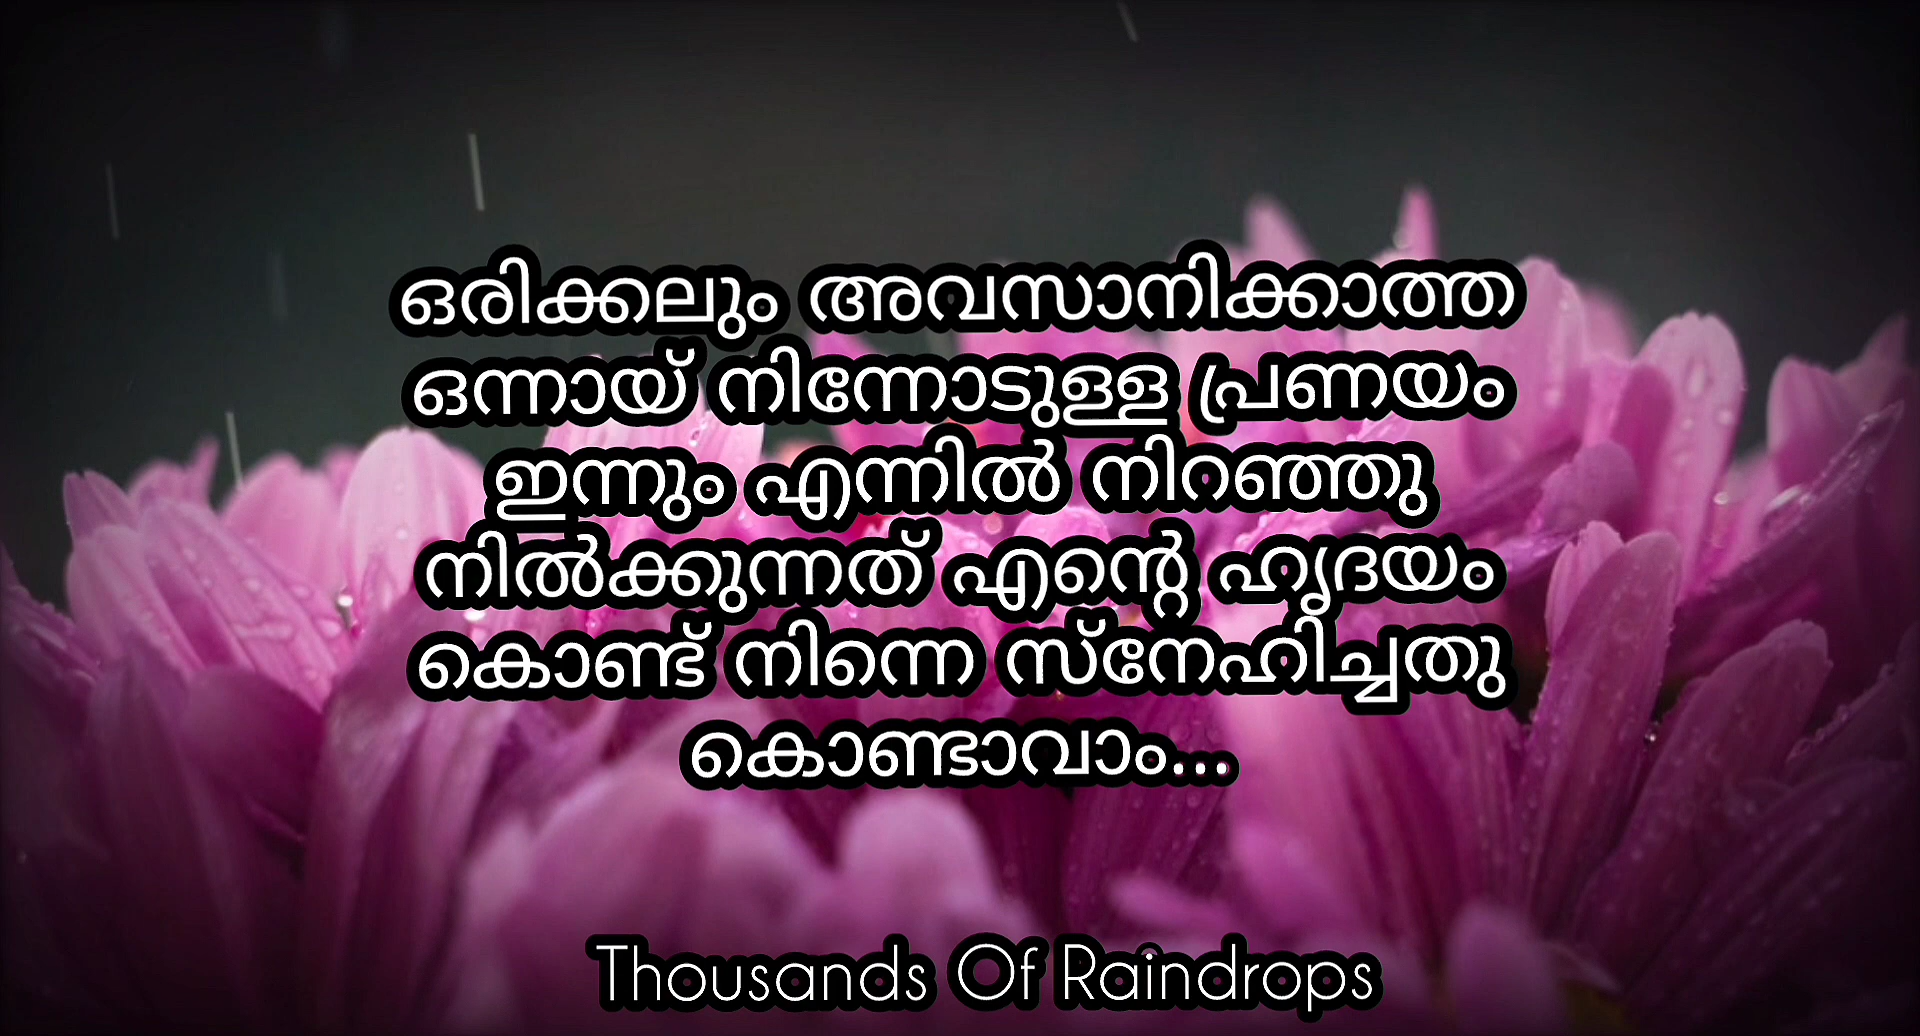 ഒരിക്കലും അവസാനിക്കാത്ത
ഒന്നായ് നിന്നോടുള്ള പ്രണയം
ഇന്നും എന്നിൽ നിറഞ്ഞു
നിൽക്കുന്നത് എന്റെ ഹൃദയം
കൊണ്ട് നിന്നെ സ്നേഹിച്ചതു
കൊണ്ടാവാം...
Thousands Of Raindrops